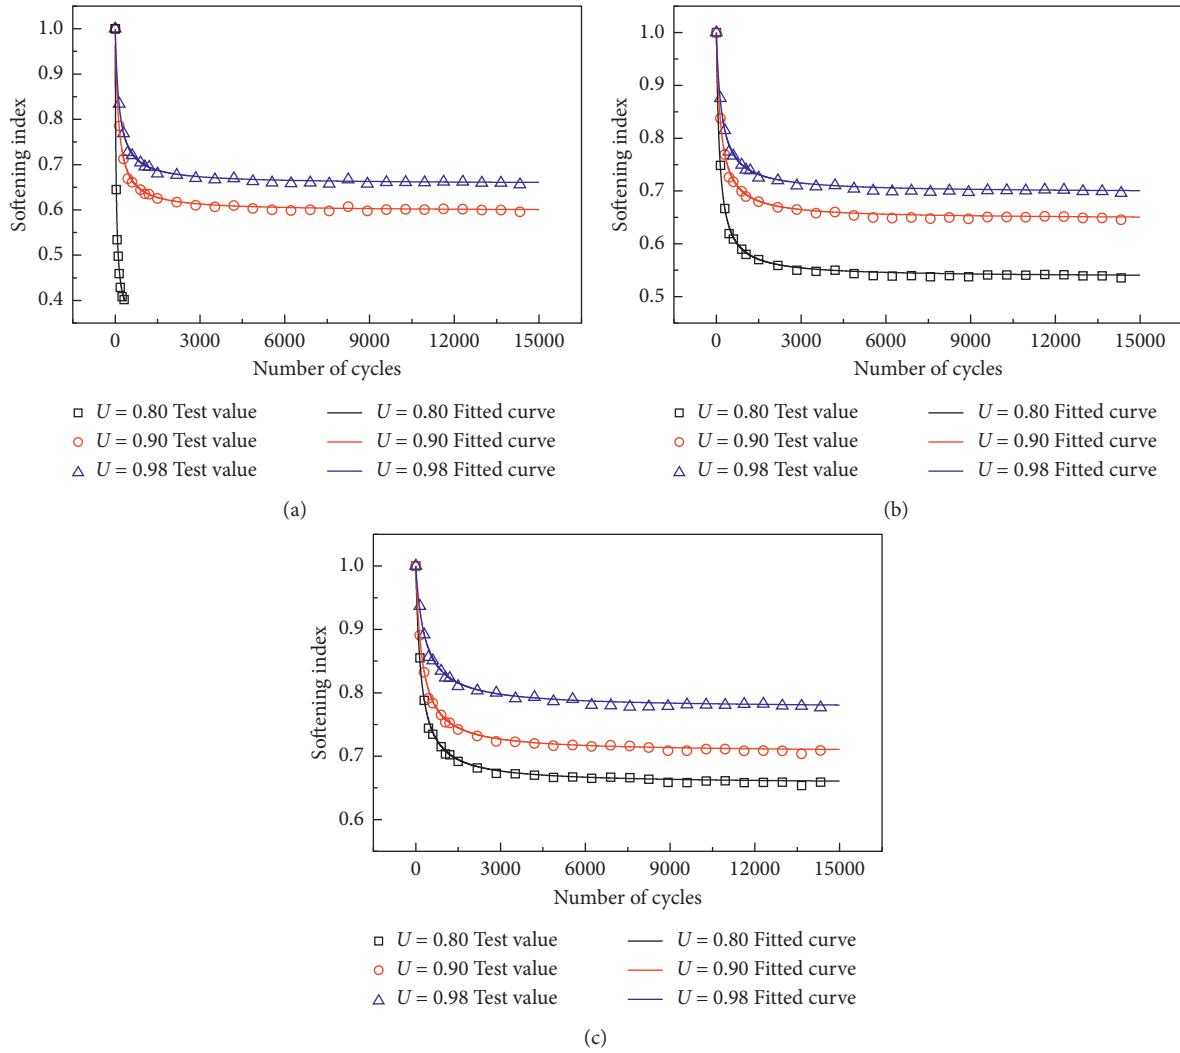 1.0
0.9
0.8
0.7
0.6
0.5
0.4
Softening index
0 3000 6000 9000 12000 15000
Number of cycles
U = 0.80 Test value U = 0.80 Fitted curve
U = 0.90 Test value U = 0.90 Fitted curve
U = 0.98 Test value U = 0.98 Fitted curve
(a)
1.0
0.9
0.8
0.7
0.6
0.5
Softening index
0 3000 6000 9000 12000 15000
Number of cycles
U = 0.80 Test value U = 0.80 Fitted curve
U = 0.90 Test value U = 0.90 Fitted curve
U = 0.98 Test value U = 0.98 Fitted curve
(b)
1.0
0.9
0.8
0.7
0.6
Softening index
0 3000 6000 9000 12000 15000
Number of cycles
U = 0.80 Test value U = 0.80 Fitted curve
U = 0.90 Test value U = 0.90 Fitted curve
U = 0.98 Test value U = 0.98 Fitted curve
(c)